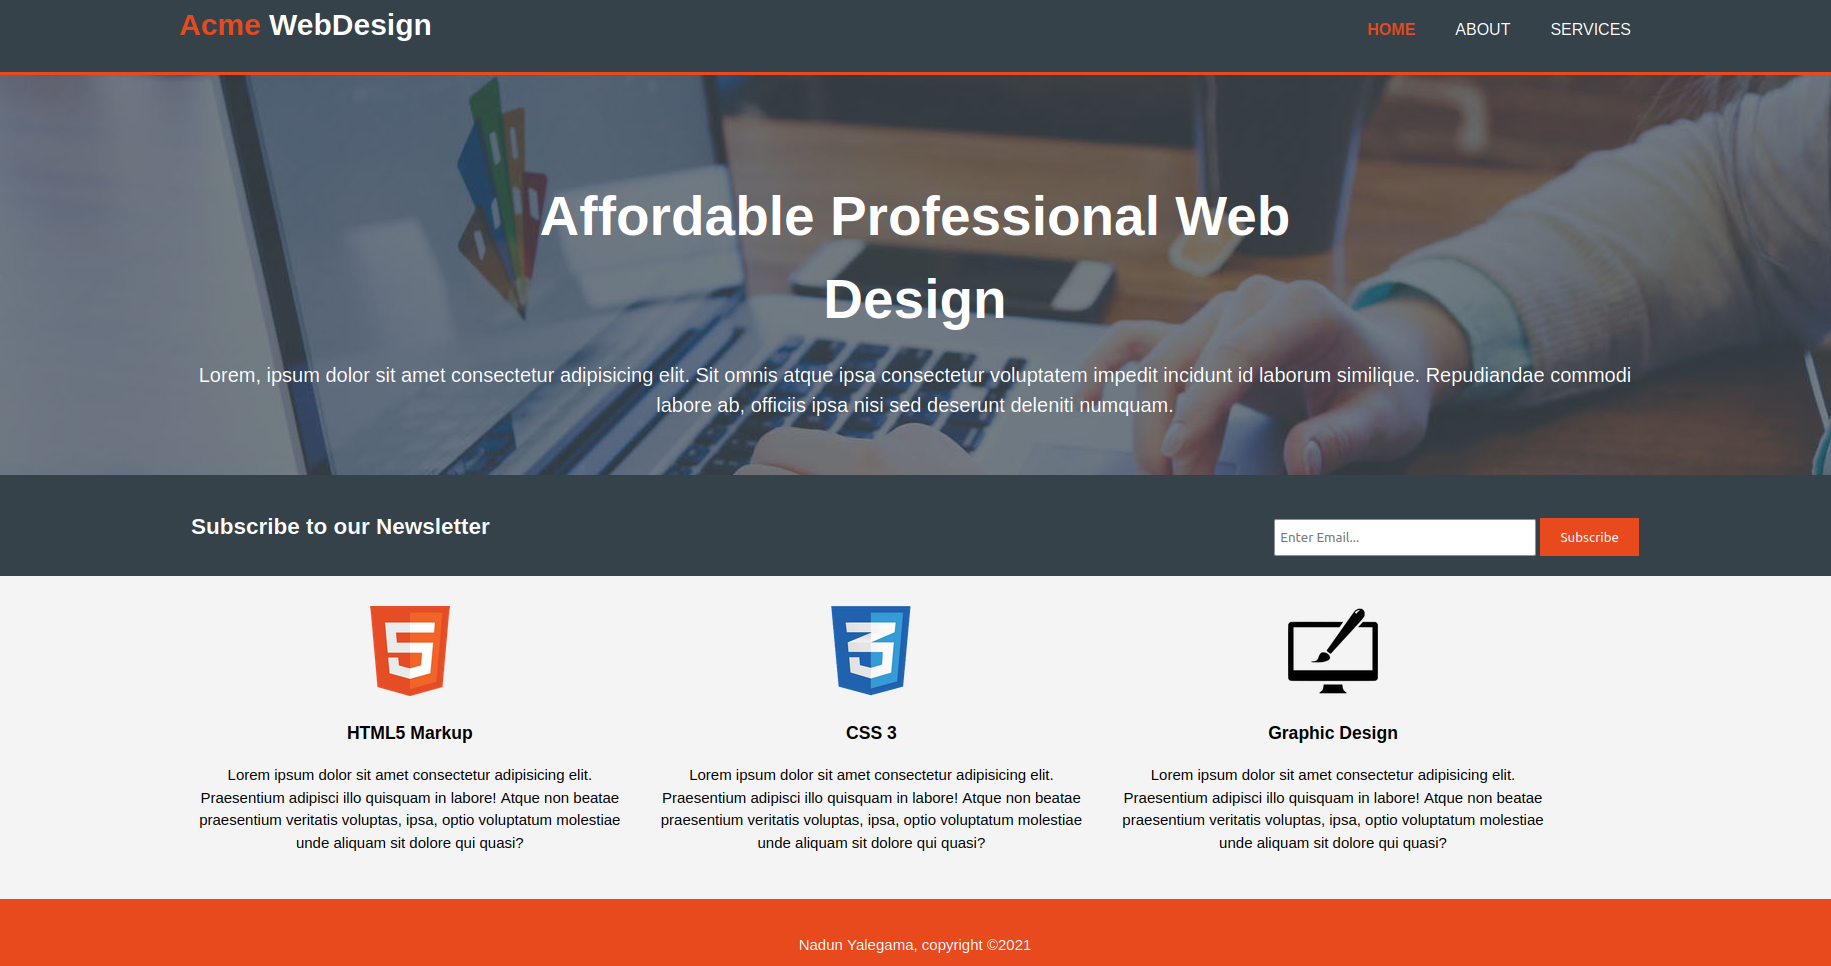 Acme WebDesign
HOME ABOUT SERVICES
Affordable Professional Web
Design
Lorem, ipsum dolor sit amet consectetur adipisicing elit. Sit omnis atque ipsa consectetur voluptatem impedit incidunt id laborum similique. Repudiandae commodi
labore ab, officiis ipsa nisi sed deserunt deleniti numquam.
Subscribe to our Newsletter
Enter Email...
Subscribe
HTML5 Markup
Lorem ipsum dolor sit amet consectetur adipisicing elit.
Praesentium adipisci illo quisquam in labore! Atque non beatae
praesentium veritatis voluptas, ipsa, optio voluptatum molestiae
unde aliquam sit dolore qui quasi?
CSS 3
Lorem ipsum dolor sit amet consectetur adipisicing elit.
Praesentium adipisci illo quisquam in labore! Atque non beatae
praesentium veritatis voluptas, ipsa, optio voluptatum molestiae
unde aliquam sit dolore qui quasi?
Graphic Design
Lorem ipsum dolor sit amet consectetur adipisicing elit.
Praesentium adipisci illo quisquam in labore! Atque non beatae
praesentium veritatis voluptas, ipsa, optio voluptatum molestiae
unde aliquam sit dolore qui quasi?
Nadun Yalegama, copyright ©2021